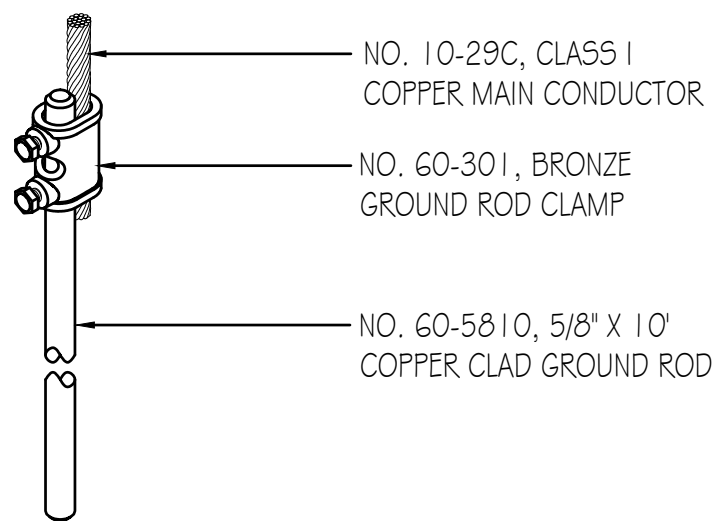 NO. 10-29C, CLASS I
COPPER MAIN CONDUCTOR
NO. 60-301, BRONZE
GROUND ROD CLAMP
NO. 60-5810, 5/8" X 10'
COPPER CLAD GROUND ROD